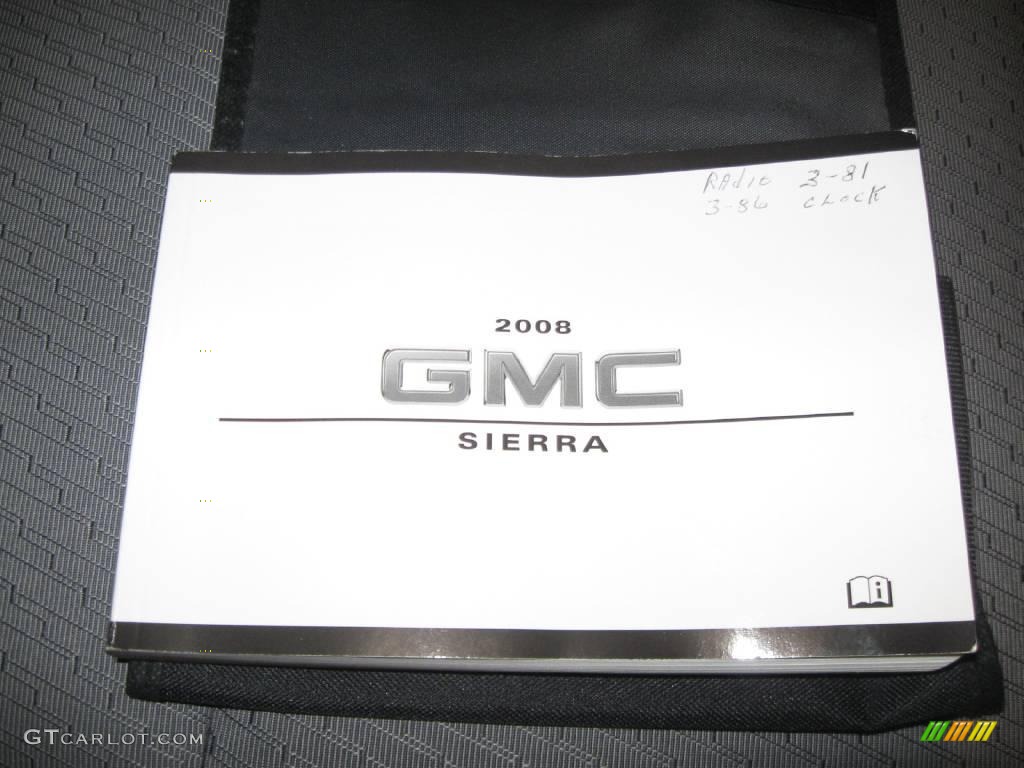 RAdio 3-81
3-86 CLOCK
2008
GMC
SIERRA
i
GTCARLOT.COM